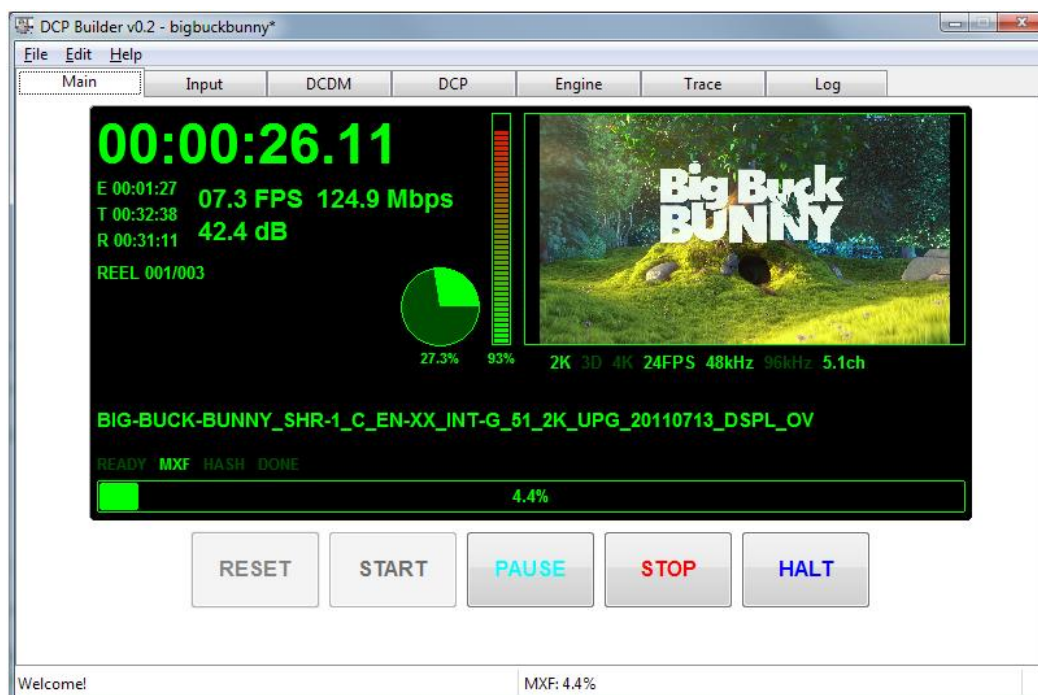 DCP Builder v0.2 - bigbuckbunny*
File Edit Help
Main Input DCDM DCP Engine Trace Log
00:00:26.11
E 00:01:27
T 00:32:38
R 00:31:11
07.3 FPS 124.9 Mbps
42.4 dB
REEL 001/003
27.3% 93%
Big Buck
BUNNY
2K 3D 4K 24FPS 48kHz 96kHz 5.1ch
BIG-BUCK-BUNNY_SHR-1_C_EN-XX_INT-G_51_2K_UPG_20110713_DSPL_OV
READY MXF HASH DONE
4.4%
RESET START PAUSE STOP HALT
Welcome! MXF: 4.4%